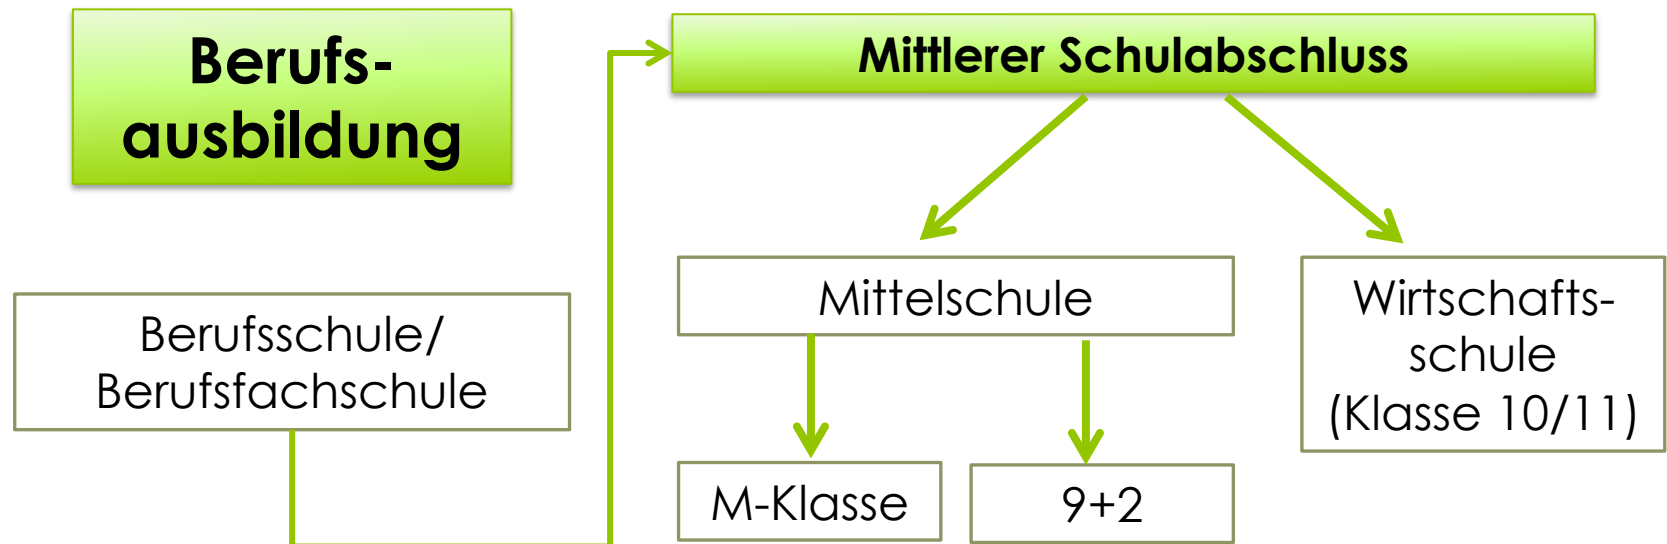 Berufs-
ausbildung
Berufsschule/
Berufsfachschule
Mittlerer Schulabschluss
Mittelschule
M-Klasse
9+2
Wirtschafts-
schule
(Klasse 10/11)